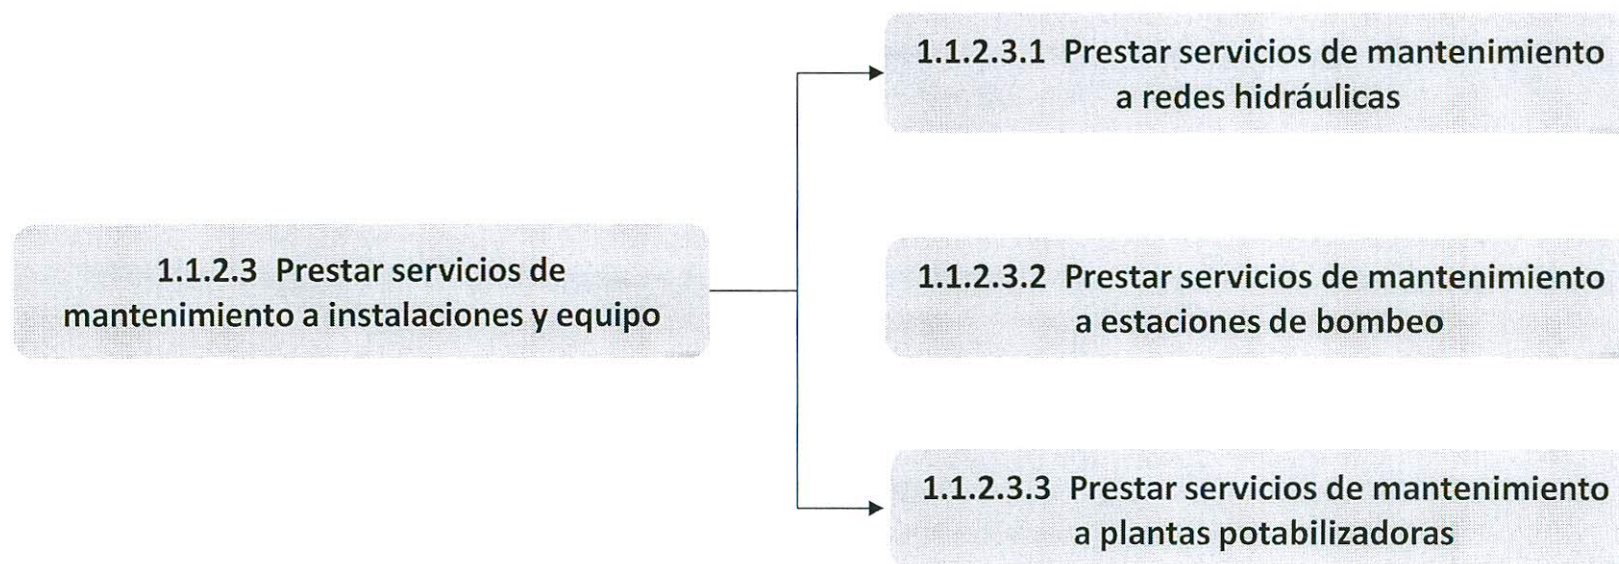 1.1.2.3.1 Prestar servicios de mantenimiento
a redes hidráulicas
1.1.2.3 Prestar servicios de
mantenimiento a instalaciones y equipo
1.1.2.3.2 Prestar servicios de mantenimiento
a estaciones de bombeo
1.1.2.3.3 Prestar servicios de mantenimiento
a plantas potabilizadoras